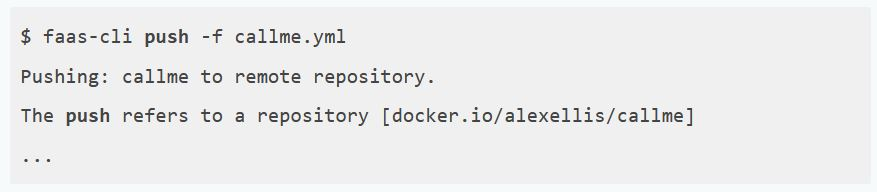 $ faas-cli push -f callme.yml
Pushing: callme to remote repository.
The push refers to a repository [docker.io/alexellis/callme]
...